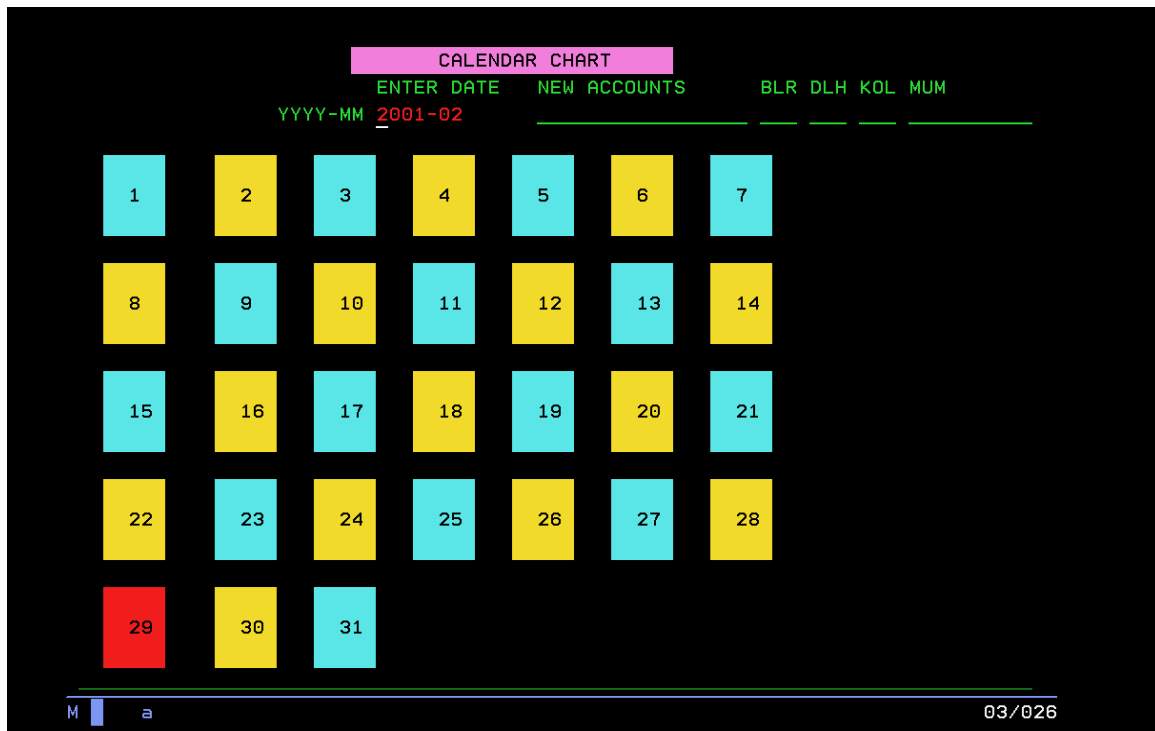 CALENDAR CHART
ENTER DATE NEW ACCOUNTS BLR DLH KOL MUM
YYYY-MM 2001-02
1 2 3 4 5 6 7
8 9 10 11 12 13 14
15 16 17 18 19 20 21
22 23 24 25 26 27 28
29 30 31
M a 03/026